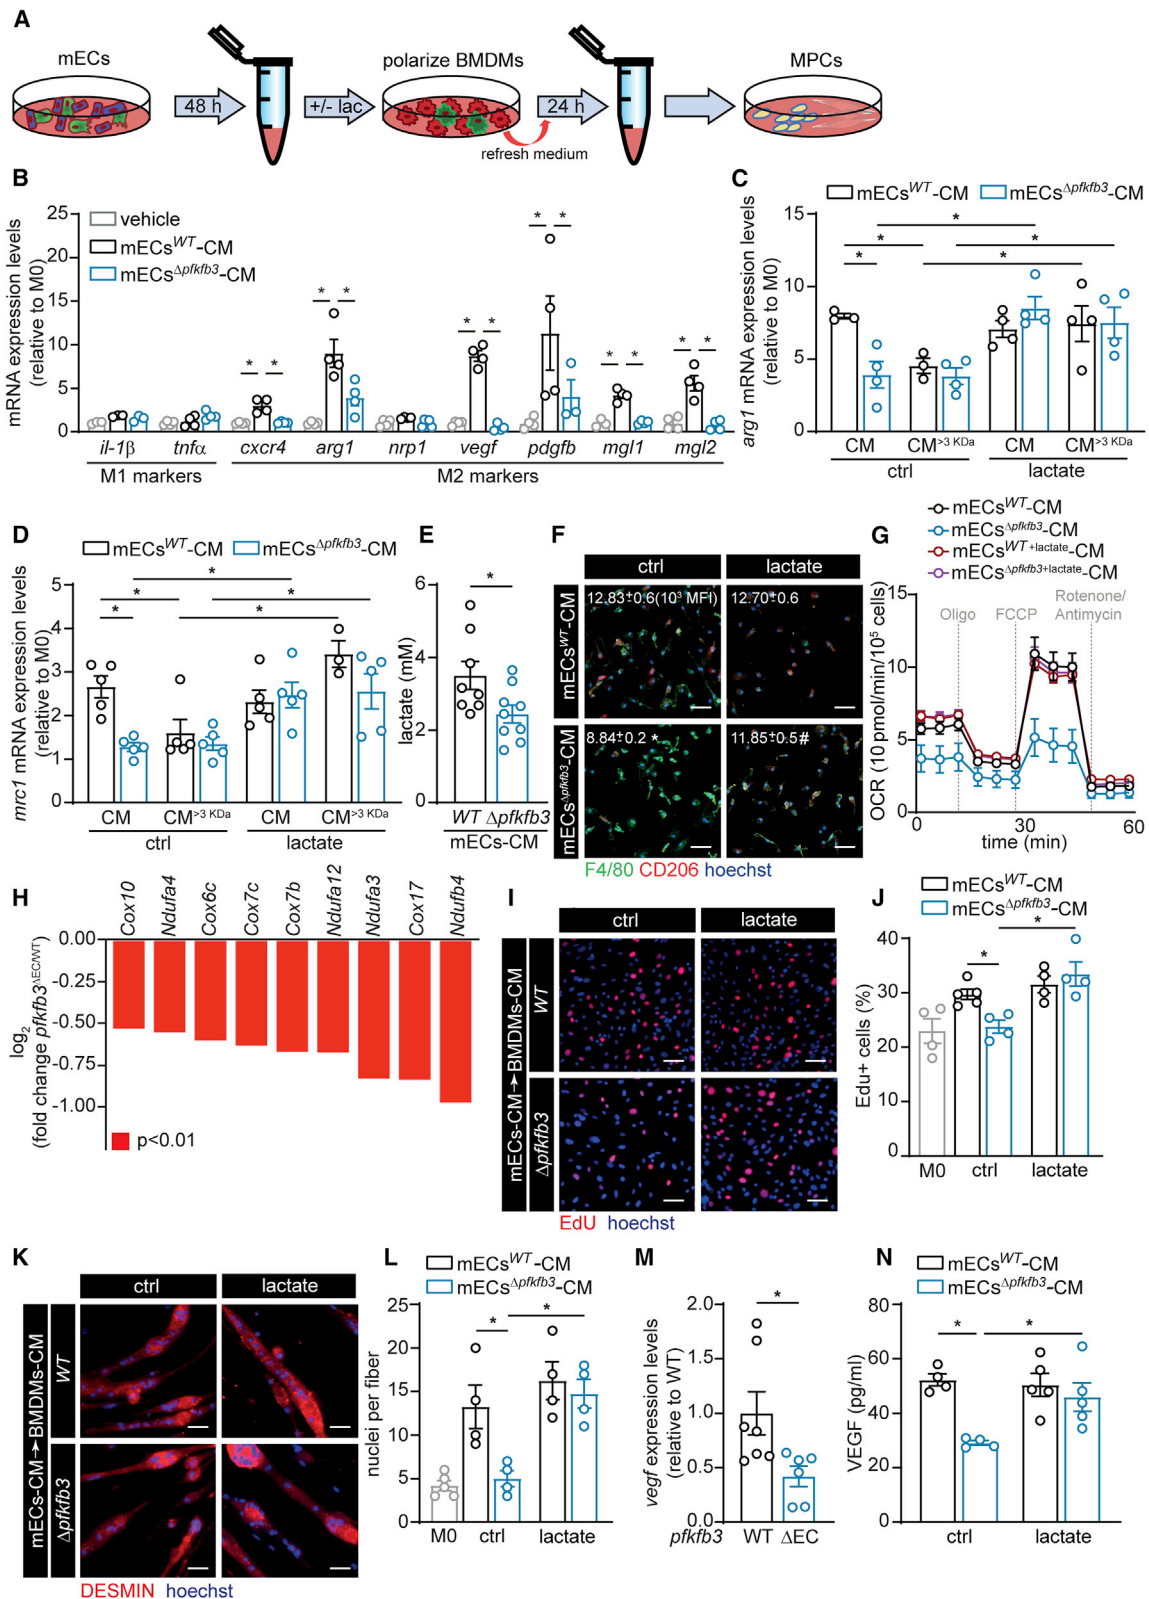 A
mECs
48 h
+/- lac
polarize BMDMs
refresh medium
24 h
MPCs
B
mRNA expression levels
(relative to M0)
25
20
15
10
5
0
vehicle
mECsWT-CM
mECsΔpfkfb3-CM
* * * * * * * * * * * *
il-1β tnfα cxcr4 arg1 nrp1 vegf pdgfb mgl1 mgl2
M1 markers M2 markers
C
mECsWT-CM mECsΔpfkfb3-CM
arg1 mRNA expression levels
(relative to M0)
15
10
5
0
*
* *
* *
CM CM>3 KDa CM CM>3 KDa
ctrl lactate
D
mECsWT-CM mECsΔpfkfb3-CM
mrc1 mRNA expression levels
(relative to M0)
5
4
3
2
1
0
*
* *
* *
CM CM>3 KDa CM CM>3 KDa
ctrl lactate
E
lactate (mM)
6
4
2
0
*
WT Δpfkfb3
mECs-CM
F
ctrl lactate
mECsWT-CM
mECsΔpfkfb3-CM
12.83±0.6(10³ MFI) 12.70±0.6
8.84±0.2 * 11.85±0.5#
F4/80 CD206 hoechst
G
mECsWT-CM
mECsΔpfkfb3-CM
mECsWT+lactate-CM
mECsΔpfkfb3+lactate-CM
OCR (10 pmol/min/10⁵ cells)
15
10
5
0
Oligo FCCP Rotenone/
Antimycin
0 30 60
time (min)
H
Cox10 Ndufa4 Cox6c Cox7c Cox7b Ndufa12 Ndufa3 Cox17 Ndufb4
log2
(fold change pfkfb3ΔEC/WT)
0.00
-0.25
-0.50
-0.75
-1.00
p<0.01
I
ctrl lactate
mECs-CM→BMDMs-CM
WT
Δpfkfb3
EdU hoechst
J
mECsWT-CM
mECsΔpfkfb3-CM
Edu+ cells (%)
40
30
20
10
0
* *
M0 ctrl lactate
K
ctrl lactate
mECs-CM→BMDMs-CM
WT
Δpfkfb3
DESMIN hoechst
L
mECsWT-CM
mECsΔpfkfb3-CM
nuclei per fiber
25
20
15
10
5
0
* *
M0 ctrl lactate
M
vegf expression levels
(relative to WT)
2.0
1.5
1.0
0.5
0.0
*
pfkfb3 WT ΔEC
N
mECsWT-CM
mECsΔpfkfb3-CM
VEGF (pg/ml)
80
60
40
20
0
* *
ctrl lactate